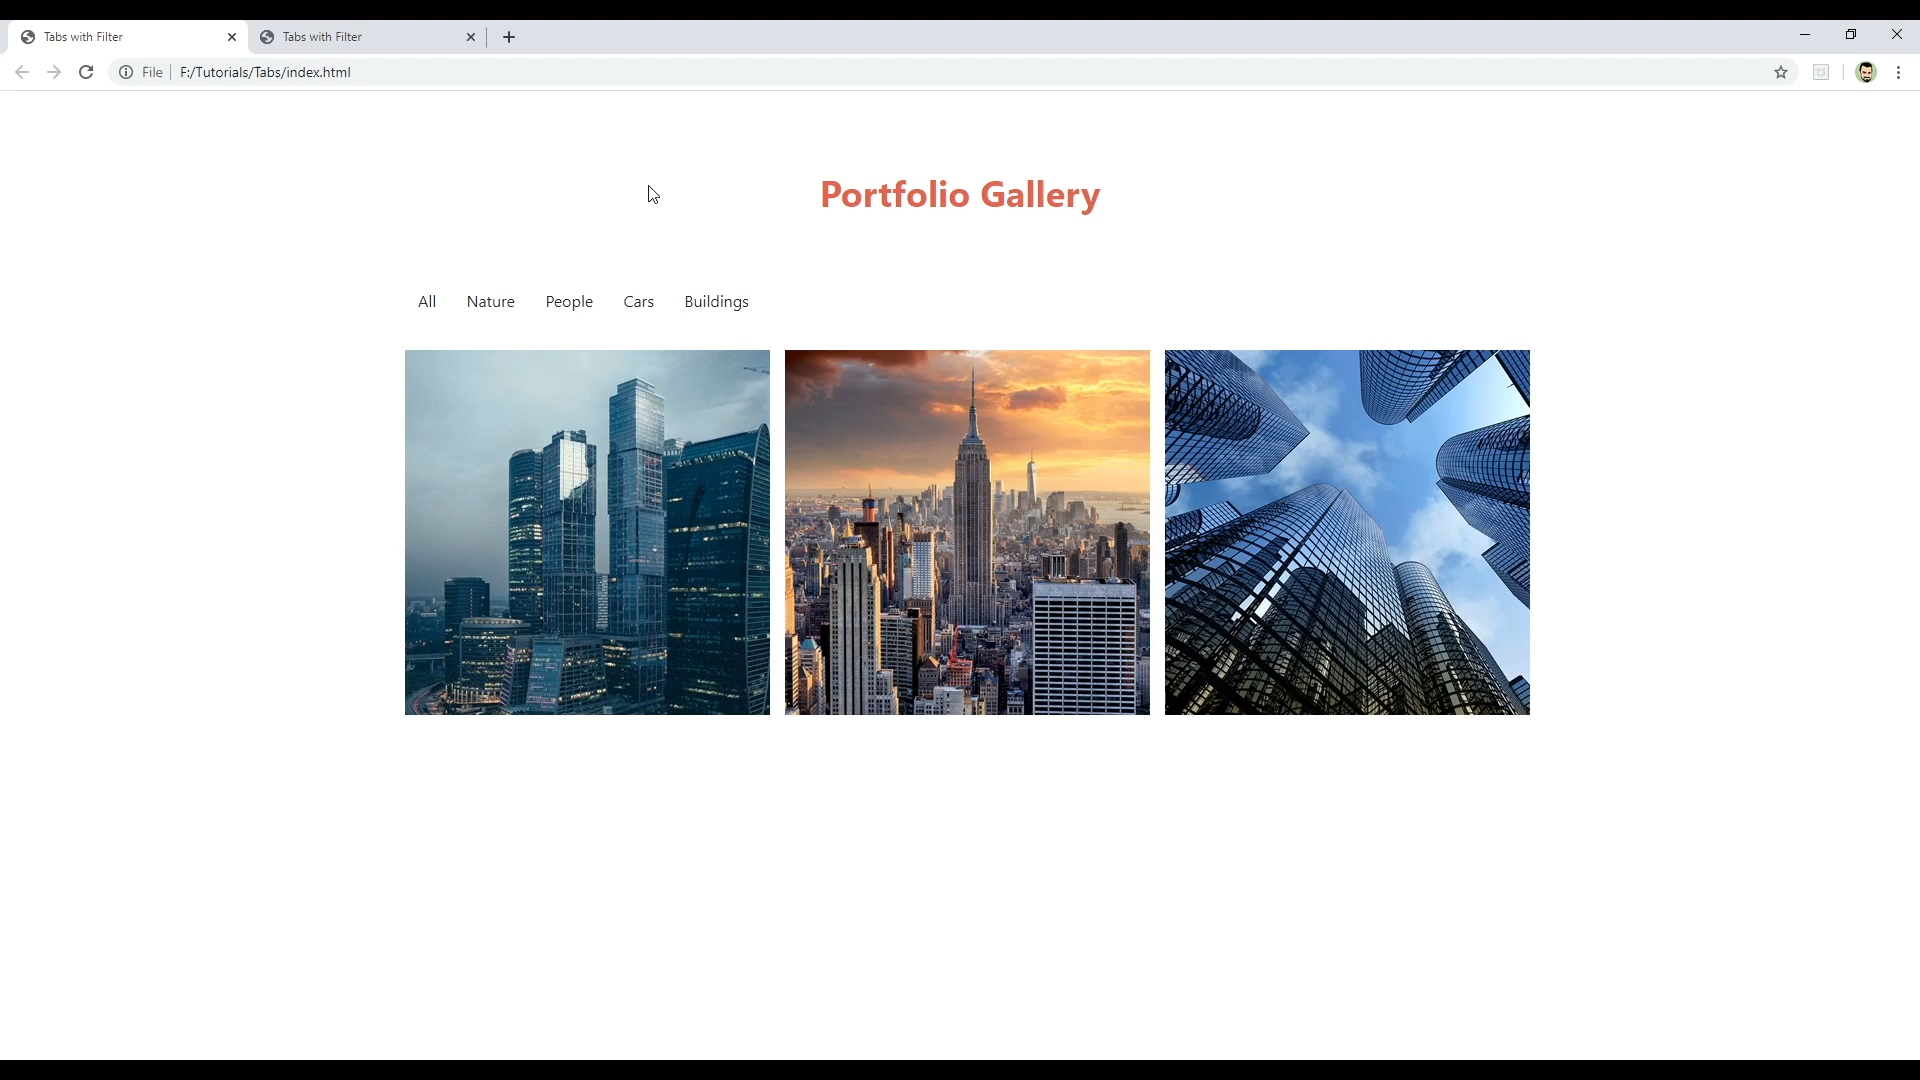 Tabs with Filter
Tabs with Filter
File
F:/Tutorials/Tabs/index.html
Portfolio Gallery
All Nature People Cars Buildings